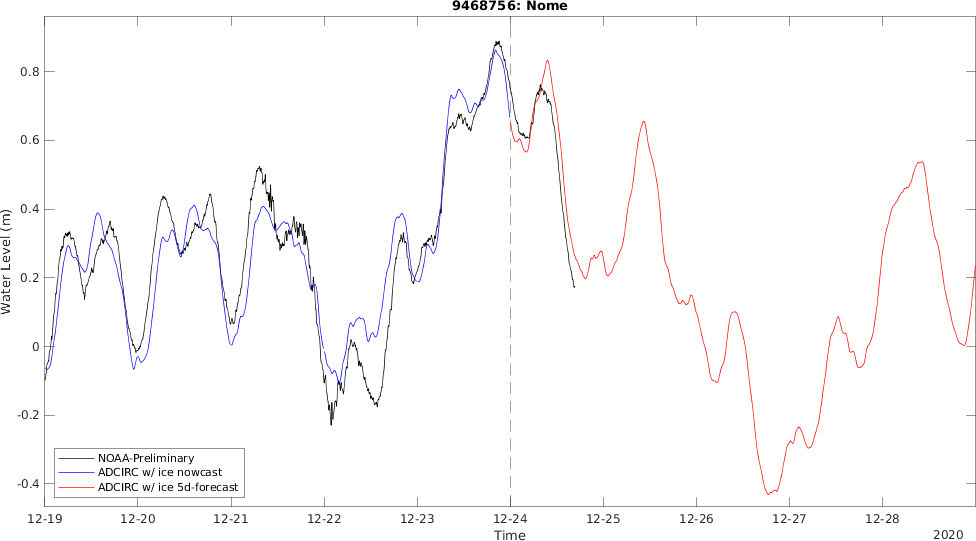 9468756: Nome
0.8
0.6
0.4
0.2
0
-0.2
-0.4
Water Level (m)
NOAA-Preliminary
ADCIRC w/ ice nowcast
ADCIRC w/ ice 5d-forecast
12-19 12-20 12-21 12-22 12-23 12-24 12-25 12-26 12-27 12-28
Time
2020